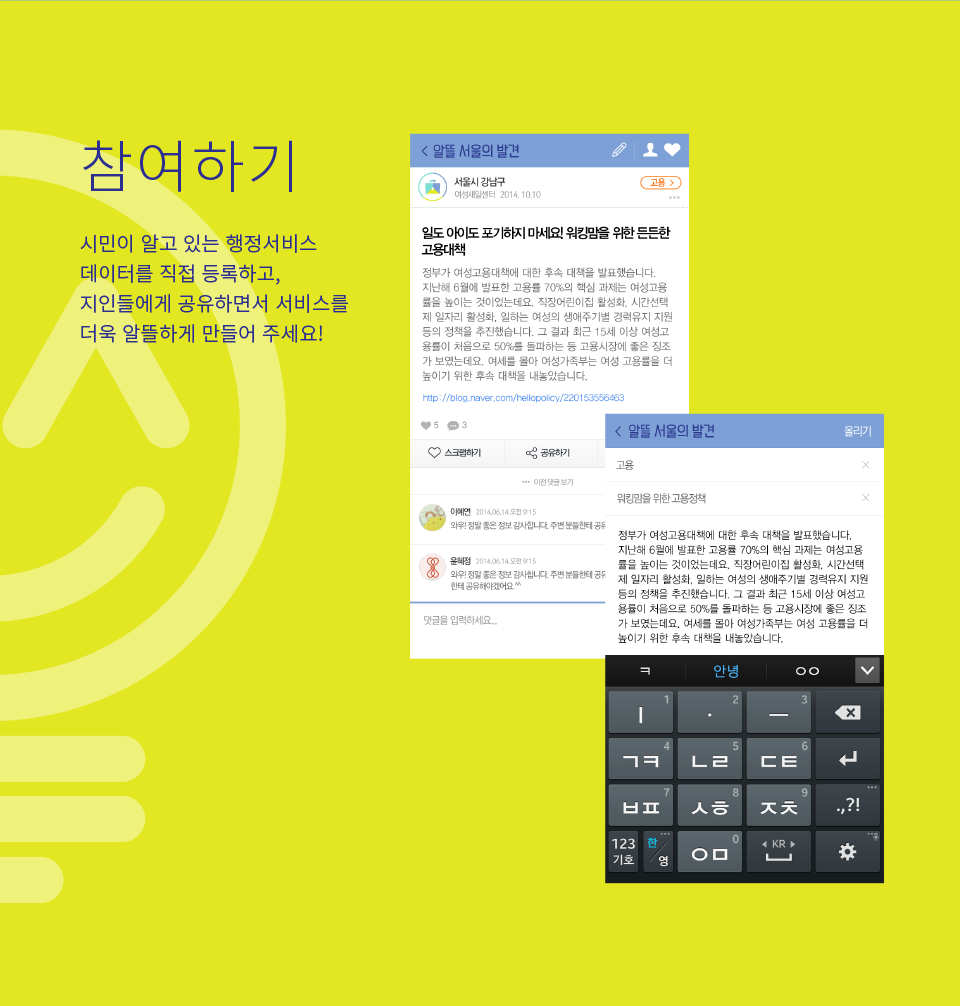 참여하기
시민이 알고 있는 행정서비스
데이터를 직접 등록하고,
지인들에게 공유하면서 서비스를
더욱 알뜰하게 만들어 주세요!
알뜰 서울의 발견
서울시 강남구
여성새일센터 2014.10.10
고용 >
일도 아이도 포기하지 마세요! 워킹맘을 위한 든든한
고용대책
정부가 여성고용대책에 대한 후속 대책을 발표했습니다.
지난해 6월에 발표한 고용률 70%의 핵심 과제는 여성고용
률을 높이는 것이었는데요. 직장어린이집 활성화, 시간선택
제 일자리 활성화, 일하는 여성의 생애주기별 경력유지 지원
등의 정책을 추진했습니다. 그 결과 최근 15세 이상 여성고
용률이 처음으로 50%를 돌파하는 등 고용시장에 좋은 징조
가 보였는데요. 여세를 몰아 여성가족부는 여성 고용률을 더
높이기 위한 후속 대책을 내놓았습니다.
http://blog.naver.com/hellopolicy/220153556463
5 3
스크랩하기 공유하기
이전 댓글 보기
이예연 2014.06.14 오전 9:15
와우! 정말 좋은 정보 감사합니다. 주변 분들한테 공유
윤혜정 2014.06.14 오전 9:15
와우! 정말 좋은 정보 감사합니다. 주변 분들한테 공유
한테 공유해야겠어요 ^^
댓글을 입력하세요...
알뜰 서울의 발견 올리기
고용
워킹맘을 위한 고용정책
정부가 여성고용대책에 대한 후속 대책을 발표했습니다.
지난해 6월에 발표한 고용률 70%의 핵심 과제는 여성고용
률을 높이는 것이었는데요. 직장어린이집 활성화, 시간선택
제 일자리 활성화, 일하는 여성의 생애주기별 경력유지 지원
등의 정책을 추진했습니다. 그 결과 최근 15세 이상 여성고
용률이 처음으로 50%를 돌파하는 등 고용시장에 좋은 징조
가 보였는데요. 여세를 몰아 여성가족부는 여성 고용률을 더
높이기 위한 후속 대책을 내놓았습니다.
ㅋ 안녕 ㅇㅇ
ㅣ 1 · 2 ㅡ 3
ㄱㅋ 4 ㄴㄹ 5 ㄷㅌ 6
ㅂㅍ 7 ㅅㅎ 8 ㅈㅊ 9 .,?!
123 기호 한/영 ㅇㅁ 0 KR